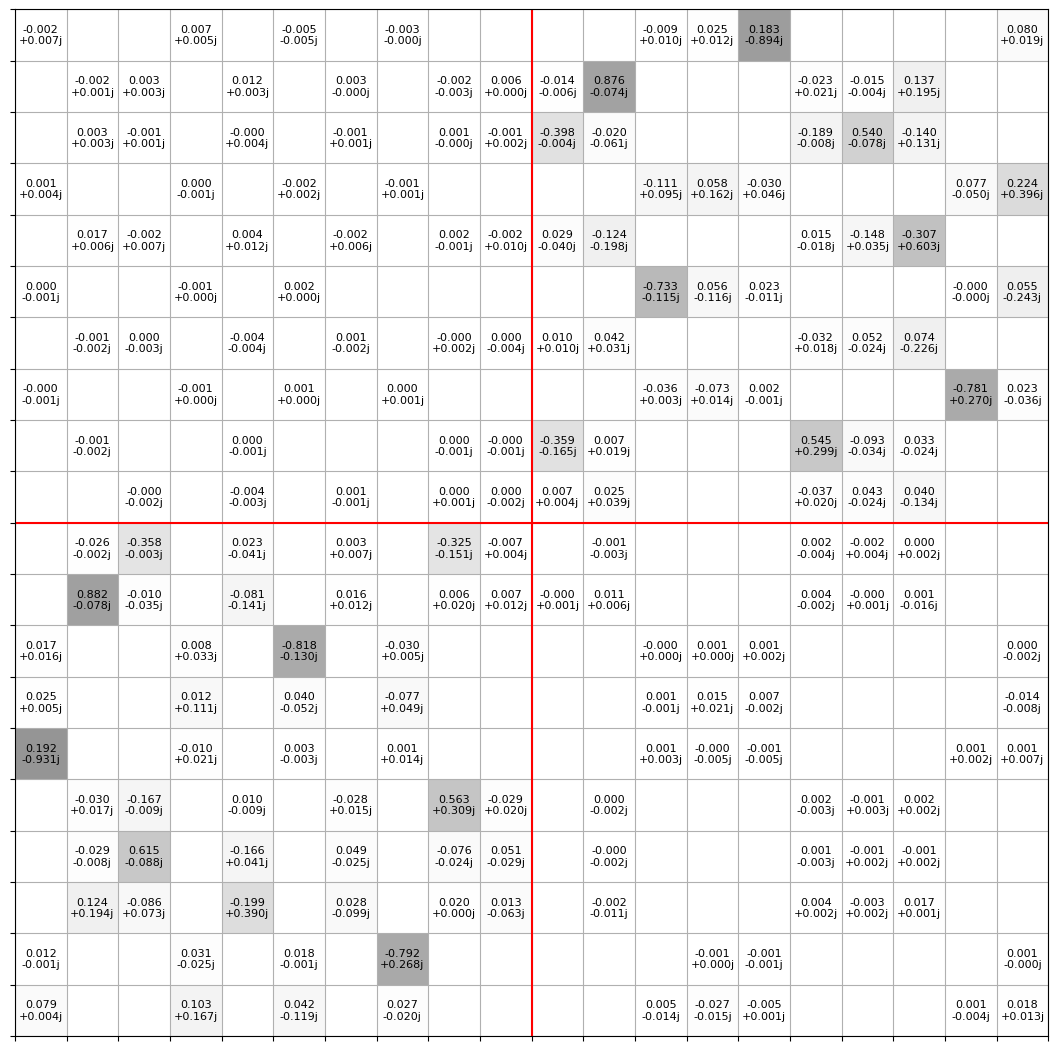 -0.002 0.007 -0.005 -0.003 -0.009 0.025 0.183 0.080
+0.007j +0.005j -0.005j -0.000j +0.010j +0.012j -0.894j +0.019j
-0.002 0.003 0.012 0.003 -0.002 0.006 -0.014 0.876 -0.023 -0.015 0.137
+0.001j +0.003j +0.003j -0.000j -0.003j +0.000j -0.006j -0.074j +0.021j -0.004j +0.195j
0.003 -0.001 -0.000 -0.001 0.001 -0.001 -0.398 -0.020 -0.189 0.540 -0.140
+0.003j +0.001j +0.004j +0.001j -0.000j +0.002j -0.004j -0.061j -0.008j -0.078j +0.131j
0.001 0.000 -0.002 -0.001 -0.111 0.058 -0.030 0.077 0.224
+0.004j -0.001j +0.002j +0.001j +0.095j +0.162j +0.046j -0.050j +0.396j
0.017 -0.002 0.004 -0.002 0.002 -0.002 0.029 -0.124 0.015 -0.148 -0.307
+0.006j +0.007j +0.012j +0.006j -0.001j +0.010j -0.040j -0.198j -0.018j +0.035j +0.603j
0.000 -0.001 0.002 -0.733 0.056 0.023 -0.000 0.055
-0.001j +0.000j +0.000j -0.115j -0.116j -0.011j -0.000j -0.243j
-0.001 0.000 -0.004 0.001 -0.000 0.000 0.010 0.042 -0.032 0.052 0.074
-0.002j -0.003j -0.004j -0.002j +0.002j -0.004j +0.010j +0.031j +0.018j -0.024j -0.226j
-0.000 -0.001 0.001 0.000 -0.036 -0.073 0.002 -0.781 0.023
-0.001j +0.000j +0.000j +0.001j +0.003j +0.014j -0.001j +0.270j -0.036j
-0.001 0.000 0.000 -0.000 -0.359 0.007 0.545 -0.093 0.033
-0.002j -0.001j -0.001j -0.001j -0.165j +0.019j +0.299j -0.034j -0.024j
-0.000 -0.004 0.001 0.000 0.000 0.007 0.025 -0.037 0.043 0.040
-0.002j -0.003j -0.001j +0.001j -0.002j +0.004j +0.039j +0.020j -0.024j -0.134j
-0.026 -0.358 0.023 0.003 -0.325 -0.007 -0.001 0.002 -0.002 0.000
-0.002j -0.003j -0.041j +0.007j -0.151j +0.004j -0.003j -0.004j +0.004j +0.002j
0.882 -0.010 -0.081 0.016 0.006 0.007 -0.000 0.011 0.004 -0.000 0.001
-0.078j -0.035j -0.141j +0.012j +0.020j +0.012j +0.001j +0.006j -0.002j +0.001j -0.016j
0.017 0.008 -0.818 -0.030 -0.000 0.001 0.001 0.000
+0.016j +0.033j -0.130j +0.005j +0.000j +0.000j +0.002j -0.002j
0.025 0.012 0.040 -0.077 0.001 0.015 0.007 -0.014
+0.005j +0.111j -0.052j +0.049j -0.001j +0.021j -0.002j -0.008j
0.192 -0.010 0.003 0.001 0.001 -0.000 -0.001 0.001 0.001
-0.931j +0.021j -0.003j +0.014j +0.003j -0.005j -0.005j +0.002j +0.007j
-0.030 -0.167 0.010 -0.028 0.563 -0.029 0.000 0.002 -0.001 0.002
+0.017j -0.009j -0.009j +0.015j +0.309j +0.020j -0.002j -0.003j +0.003j +0.002j
-0.029 0.615 -0.166 0.049 -0.076 0.051 -0.000 0.001 -0.001 -0.001
-0.008j -0.088j +0.041j -0.025j -0.024j -0.029j -0.002j -0.003j +0.002j +0.002j
0.124 -0.086 -0.199 0.028 0.020 0.013 -0.002 0.004 -0.003 0.017
+0.194j +0.073j +0.390j -0.099j +0.000j -0.063j -0.011j +0.002j +0.002j +0.001j
0.012 0.031 0.018 -0.792 -0.001 -0.001 0.001
-0.001j -0.025j -0.001j +0.268j +0.000j -0.001j -0.000j
0.079 0.103 0.042 0.027 0.005 -0.027 -0.005 0.001 0.018
+0.004j +0.167j -0.119j -0.020j -0.014j -0.015j +0.001j -0.004j +0.013j